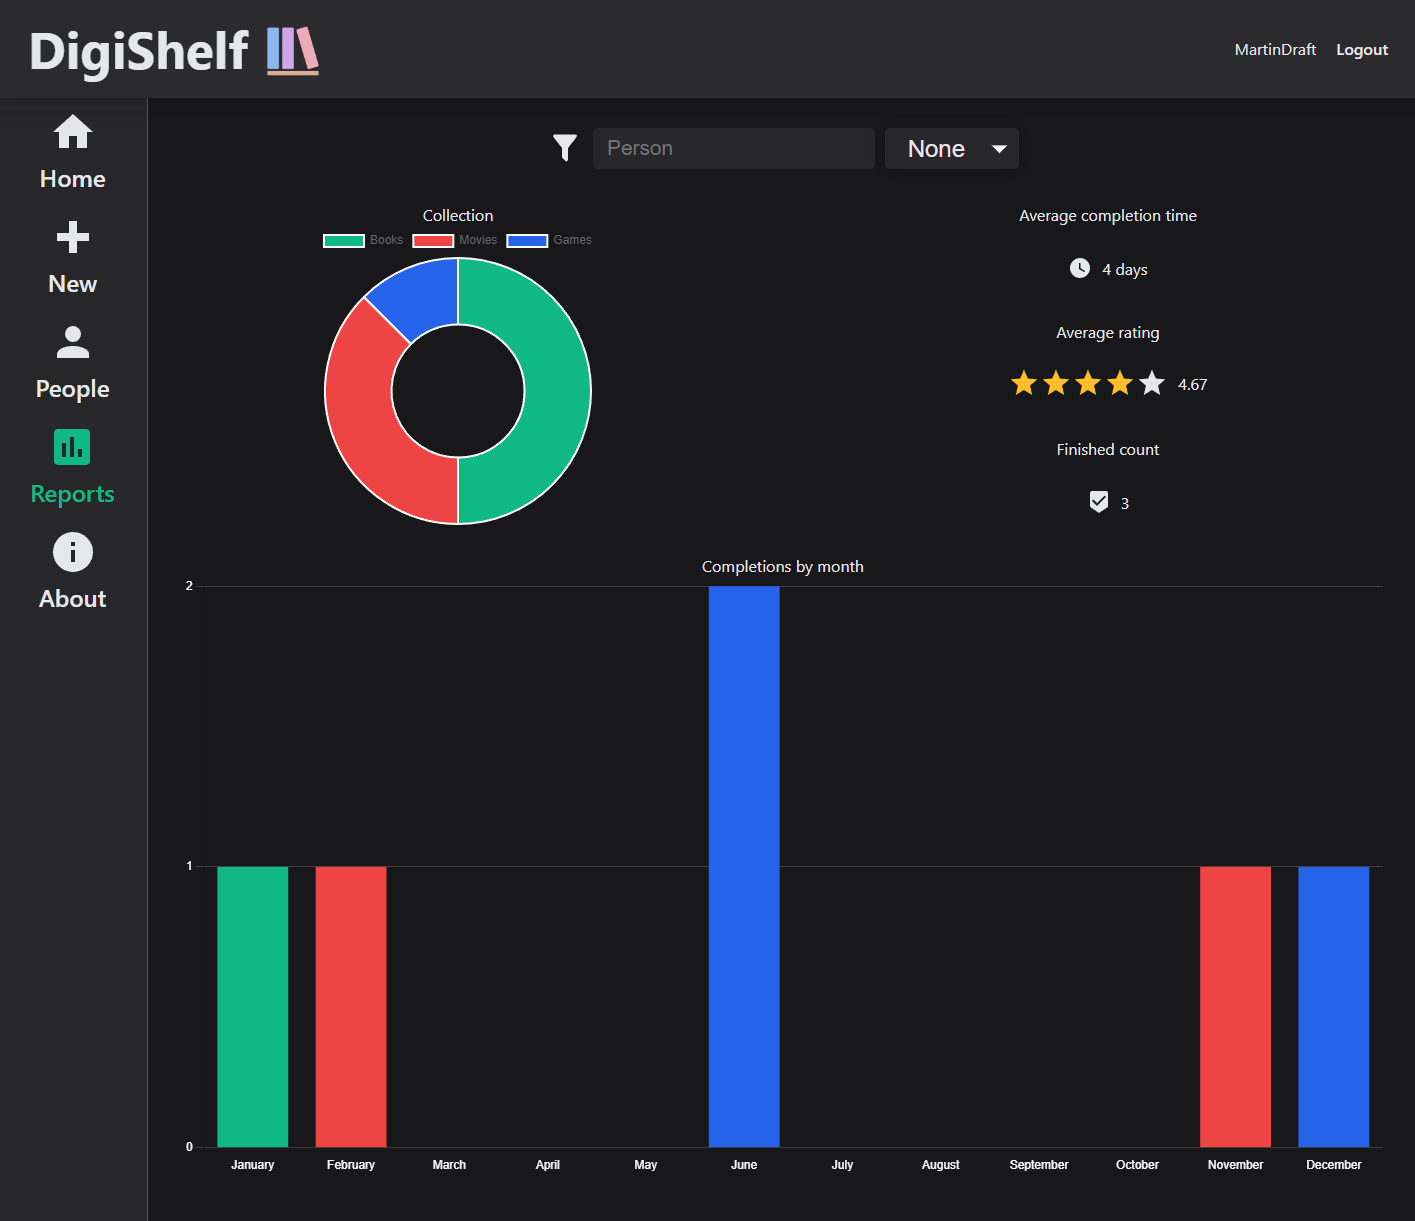 DigiShelf
MartinDraft Logout
Home
New
People
Reports
About
Person
None
Collection
Books Movies Games
Average completion time
4 days
Average rating
4.67
Finished count
3
Completions by month
2
1
0
January February March April May June July August September October November December